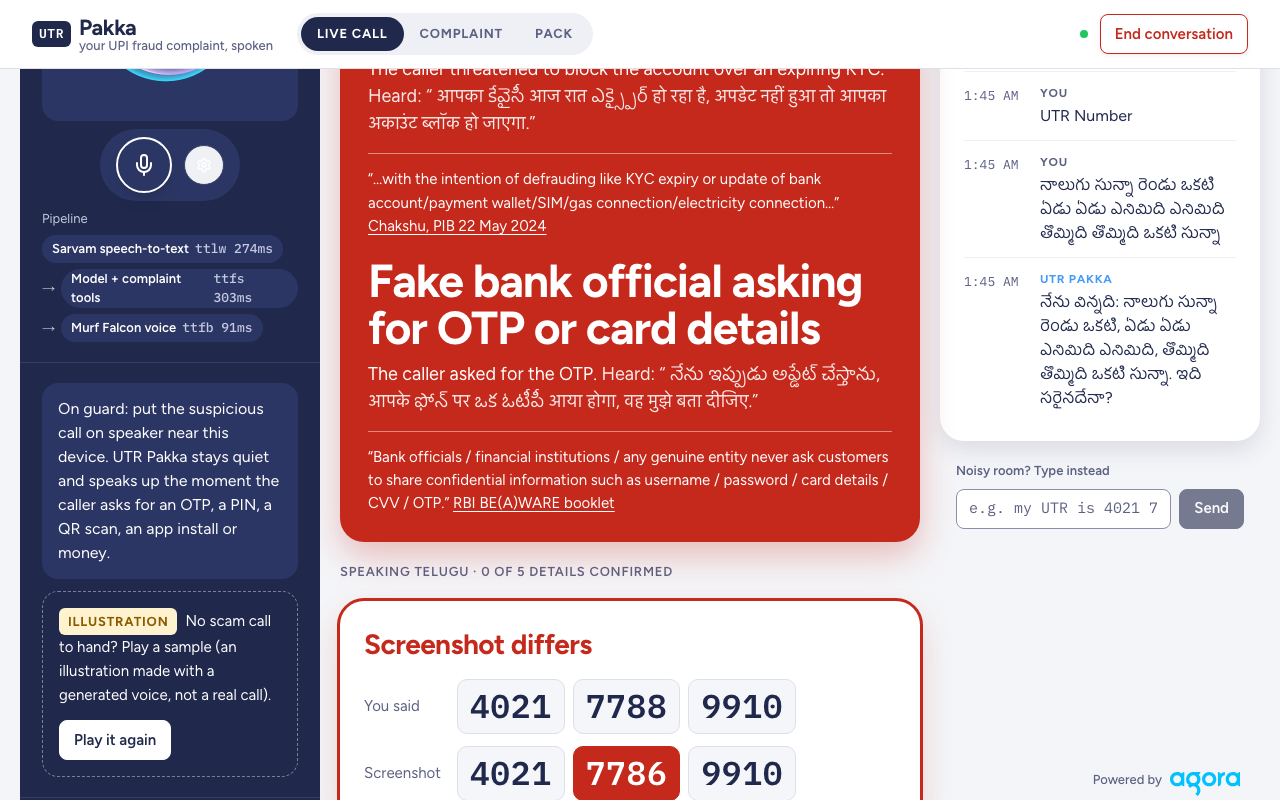 UTR
Pakka
your UPI fraud complaint, spoken
LIVE CALL
COMPLAINT
PACK
End conversation
Pipeline
Sarvam speech-to-text ttlw 274ms
→ Model + complaint tools ttfs 303ms
→ Murf Falcon voice ttfb 91ms
On guard: put the suspicious
call on speaker near this
device. UTR Pakka stays quiet
and speaks up the moment the
caller asks for an OTP, a PIN, a
QR scan, an app install or
money.
ILLUSTRATION No scam call
to hand? Play a sample (an
illustration made with a
generated voice, not a real call).
Play it again
The caller threatened to block the account over an expiring KYC.
Heard: “ आपका కేవైసీ आज रात ఎక్స్పైర్ हो रहा है, अपडेट नहीं हुआ तो आपका
अकाउंट ब्लॉक हो जाएगा.”
“...with the intention of defrauding like KYC expiry or update of bank
account/payment wallet/SIM/gas connection/electricity connection...”
Chakshu, PIB 22 May 2024
Fake bank official asking
for OTP or card details
The caller asked for the OTP. Heard: “ నేను ఇప్పుడు అప్డేట్ చేస్తాను,
आपके ఫోన్ पर ఒక ఓటీపీ आया होगा, वह मुझे बता दीजिए.”
“Bank officials / financial institutions / any genuine entity never ask customers
to share confidential information such as username / password / card details /
CVV / OTP.” RBI BE(A)WARE booklet
SPEAKING TELUGU · 0 OF 5 DETAILS CONFIRMED
Screenshot differs
You said 4021 7788 9910
Screenshot 4021 7786 9910
1:45 AM YOU
UTR Number
1:45 AM YOU
నాలుగు సున్నా రెండు ఒకటి
ఏడు ఏడు ఎనిమిది ఎనిమిది
తొమ్మిది తొమ్మిది ఒకటి సున్నా
1:45 AM UTR PAKKA
నేను విన్నది: నాలుగు సున్నా
రెండు ఒకటి, ఏడు ఏడు
ఎనిమిది ఎనిమిది, తొమ్మిది
తొమ్మిది ఒకటి సున్నా. ఇది
సరైనదేనా?
Noisy room? Type instead
e.g. my UTR is 4021 7
Send
Powered by agora